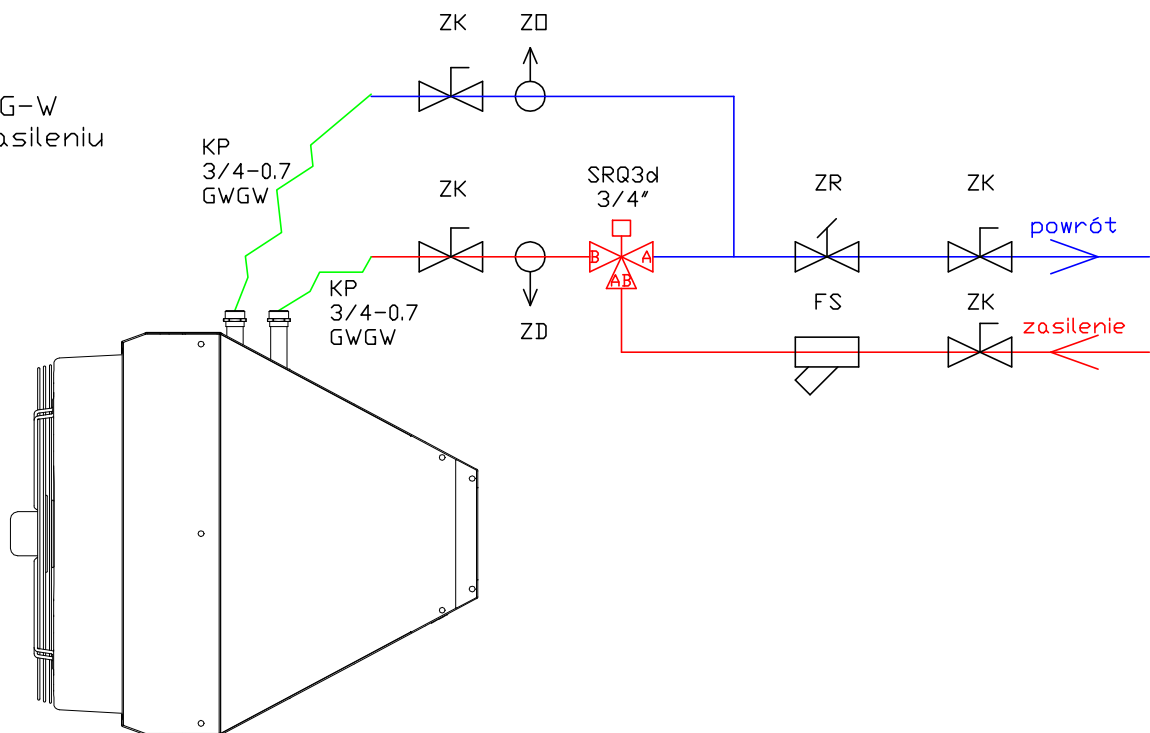 ZK ZO
G-W
asileniu
KP
3/4-0.7
GWGW
ZK
SRQ3d
3/4"
ZR
ZK
powrót
B
A
AB
KP
3/4-0.7
GWGW
ZD
FS
ZK
zasilenie